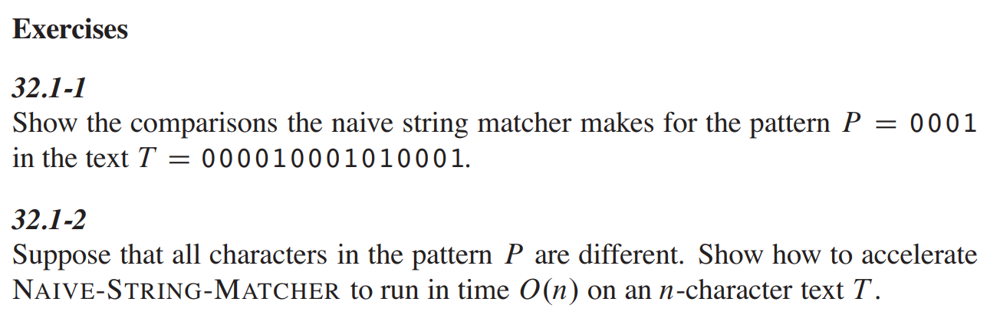 Exercises
32.1-1
Show the comparisons the naive string matcher makes for the pattern P = 0001
in the text T = 000010001010001.
32.1-2
Suppose that all characters in the pattern P are different. Show how to accelerate
NAIVE-STRING-MATCHER to run in time O(n) on an n-character text T.